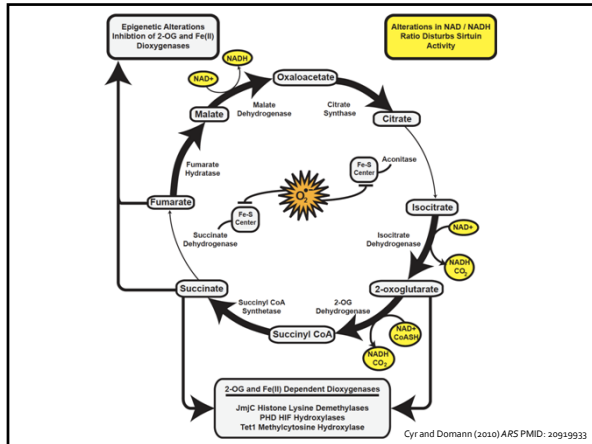 Epigenetic Alterations
Inhibtion of 2-OG and Fe(II)
Dioxygenases
Alterations in NAD / NADH
Ratio Disturbs Sirtuin
Activity
NADH
NAD+
Oxaloacetate
Malate
Malate
Dehydrogenase
Citrate
Synthase
Citrate
Fumarate
Hydratase
Fe-S
Center
Aconitase
O2•-
Fumarate
Fe-S
Center
Succinate
Dehydrogenase
Isocitrate
NAD+
Isocitrate
Dehydrogenase
NADH
CO2
Succinate
2-oxoglutarate
Succinyl CoA
Synthetase
2-OG
Dehydrogenase
Succinyl CoA
NAD+
CoASH
NADH
CO2
2-OG and Fe(II) Dependent Dioxygenases
JmjC Histone Lysine Demethylases
PHD HIF Hydroxylases
Tet1 Methylcytosine Hydroxylase
Cyr and Domann (2010) ARS PMID: 20919933